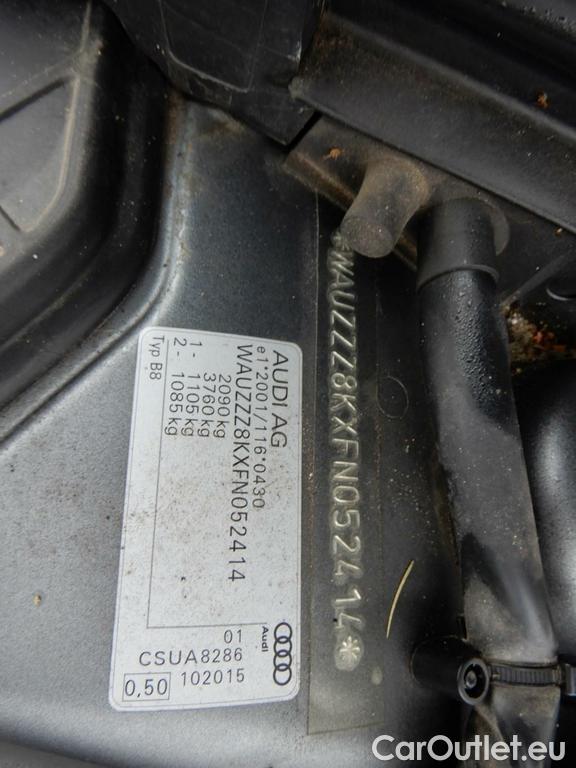 AUDI AG
e1*2001/116*0430
WAUZZZ8KXFN052414
2090 kg
3760 kg
1- 1105 kg
2- 1085 kg
Typ B8
Audi
01
CSUA8286
0,50 102015
*WAUZZZ8KXFN052414*
CarOutlet.eu